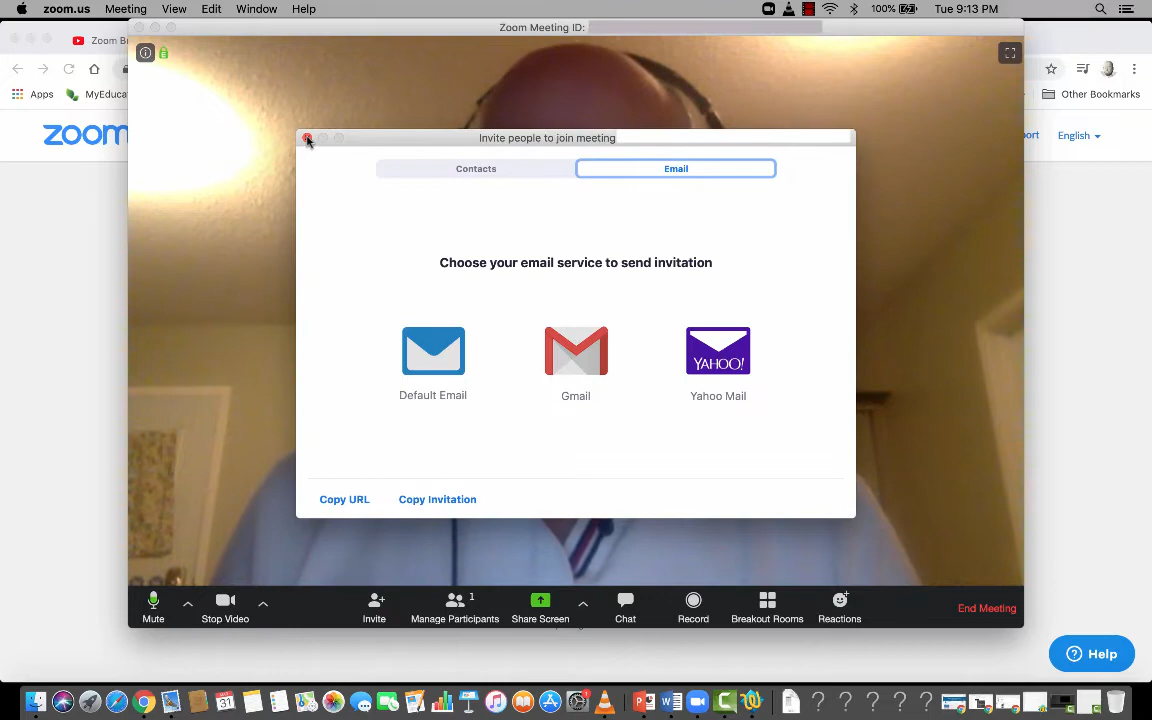 zoom.us Meeting View Edit Window Help 100% Tue 9:13 PM
Zoom Meeting ID:
Zoom
Apps MyEduca Other Bookmarks
zoom English
Invite people to join meeting
Contacts Email
Choose your email service to send invitation
YAHOO!
Default Email Gmail Yahoo Mail
Copy URL Copy Invitation
1
Mute Stop Video Invite Manage Participants Share Screen Chat Record Breakout Rooms Reactions End Meeting
Help
31